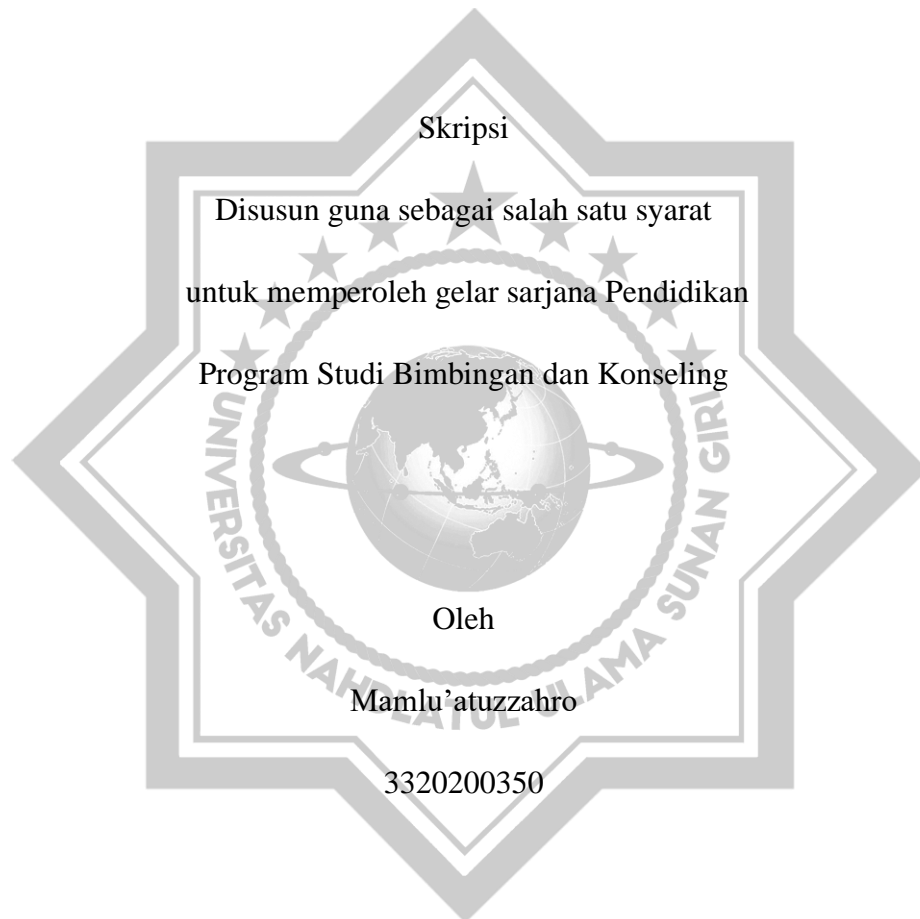 Skripsi
Disusun guna sebagai salah satu syarat
untuk memperoleh gelar sarjana Pendidikan
Program Studi Bimbingan dan Konseling
UNIVERSITAS NAHDLATUL ULAMA SUNAN GIRI
Oleh
Mamlu’atuzzahro
3320200350